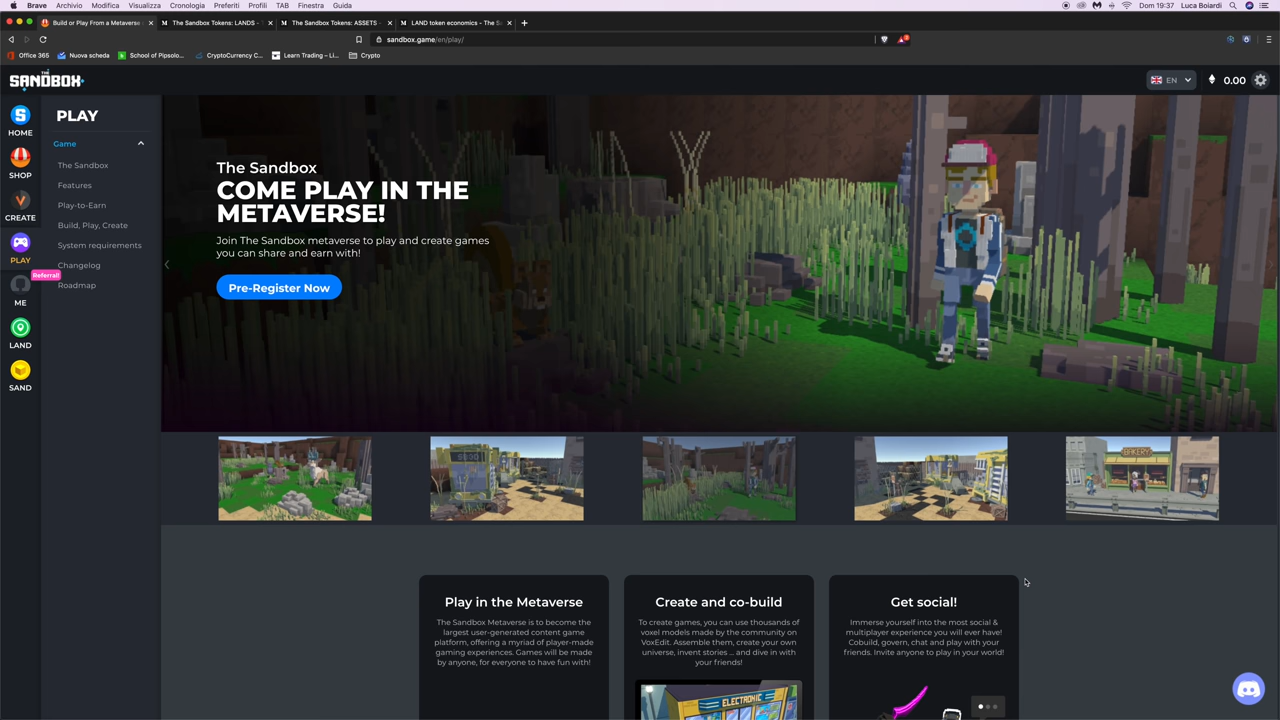 Brave Archivio Modifica Visualizza Cronologia Preferiti Profili TAB Finestra Guida Dom 19:37 Luca Boiardi
Build or Play From a Metaverse The Sandbox Tokens: LANDS - The Sandbox Tokens: ASSETS - LAND token economics - The Sa
sandbox.game/en/play/
Office 365 Nuova scheda School of Pipsolo... CryptoCurrency C... Learn Trading – Li... Crypto
THE
SANDBOX
EN 0.00
HOME
SHOP
CREATE
PLAY
Referral!
ME
LAND
SAND
PLAY
Game
The Sandbox
Features
Play-to-Earn
Build, Play, Create
System requirements
Changelog
Roadmap
The Sandbox
COME PLAY IN THE
METAVERSE!
Join The Sandbox metaverse to play and create games
you can share and earn with!
Pre-Register Now
BAKERY
Play in the Metaverse
The Sandbox Metaverse is to become the
largest user-generated content game
platform, offering a myriad of player-made
gaming experiences. Games will be made
by anyone, for everyone to have fun with!
Create and co-build
To create games, you can use thousands of
voxel models made by the community on
VoxEdit. Assemble them, create your own
universe, invent stories ... and dive in with
your friends!
ELECTRONIC
Get social!
Immerse yourself into the most social &
multiplayer experience you will ever have!
Cobuild, govern, chat and play with your
friends. Invite anyone to play in your world!